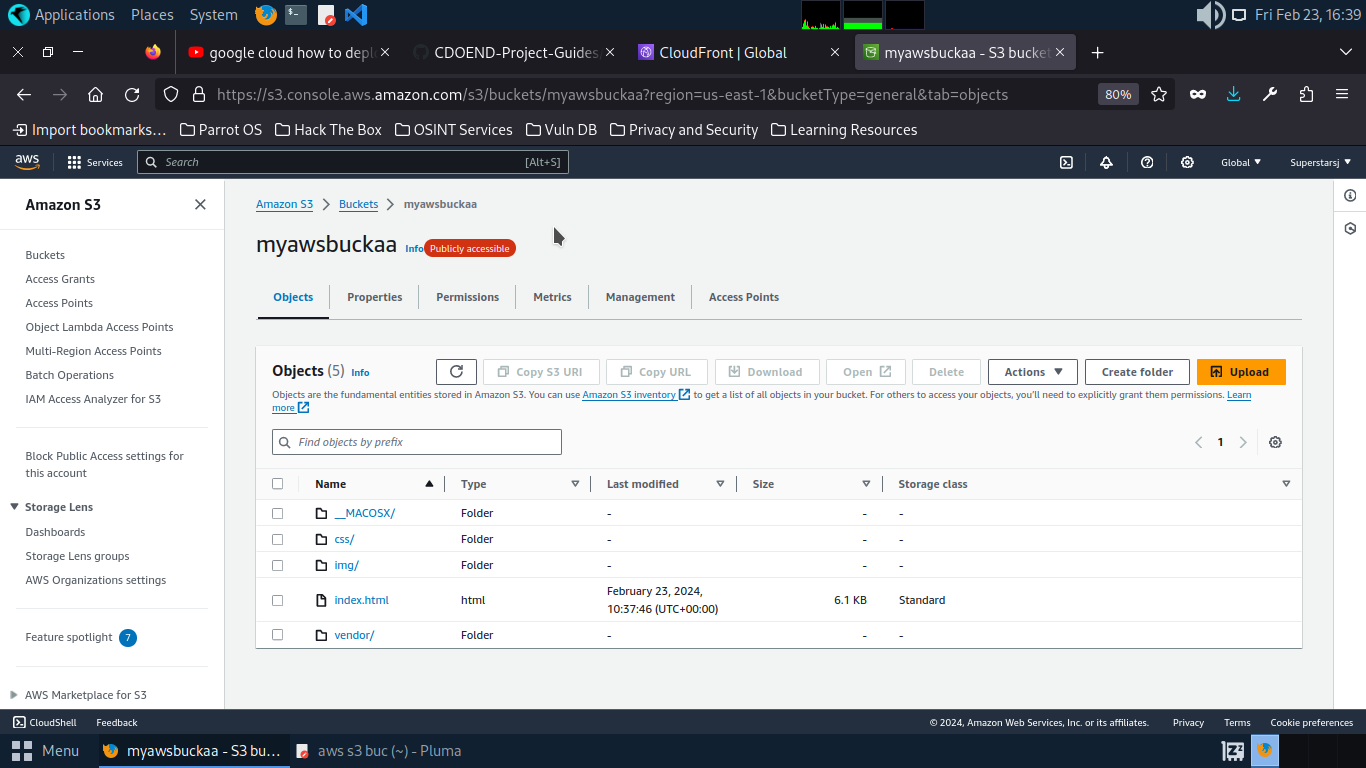 Applications Places System
Fri Feb 23, 16:39
google cloud how to depl
CDOEND-Project-Guides
CloudFront | Global
myawsbuckaa - S3 bucket
https://s3.console.aws.amazon.com/s3/buckets/myawsbuckaa?region=us-east-1&bucketType=general&tab=objects
80%
Import bookmarks… Parrot OS Hack The Box OSINT Services Vuln DB Privacy and Security Learning Resources
aws Services Search [Alt+S] Global Superstarsj
Amazon S3
Buckets
Access Grants
Access Points
Object Lambda Access Points
Multi-Region Access Points
Batch Operations
IAM Access Analyzer for S3
Block Public Access settings for
this account
Storage Lens
Dashboards
Storage Lens groups
AWS Organizations settings
Feature spotlight 7
AWS Marketplace for S3
Amazon S3 > Buckets > myawsbuckaa
myawsbuckaa Info Publicly accessible
Objects Properties Permissions Metrics Management Access Points
Objects (5) Info
Copy S3 URI Copy URL Download Open Delete Actions Create folder Upload
Objects are the fundamental entities stored in Amazon S3. You can use Amazon S3 inventory to get a list of all objects in your bucket. For others to access your objects, you'll need to explicitly grant them permissions. Learn
more
Find objects by prefix
1
Name Type Last modified Size Storage class
__MACOSX/ Folder - - -
css/ Folder - - -
img/ Folder - - -
index.html html February 23, 2024, 10:37:46 (UTC+00:00) 6.1 KB Standard
vendor/ Folder - - -
CloudShell Feedback © 2024, Amazon Web Services, Inc. or its affiliates. Privacy Terms Cookie preferences
Menu myawsbuckaa - S3 bu... aws s3 buc (~) - Pluma